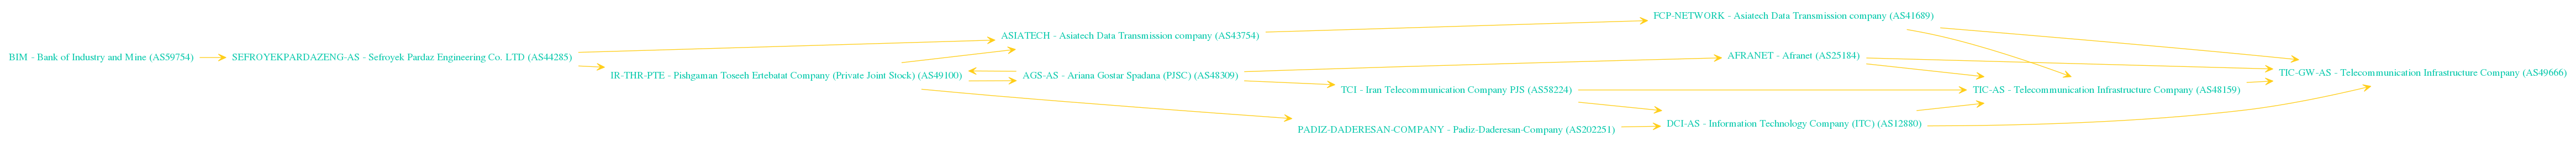 BIM - Bank of Industry and Mine (AS59754)
SEFROYEKPARDAZENG-AS - Sefroyek Pardaz Engineering Co. LTD (AS44285)
IR-THR-PTE - Pishgaman Toseeh Ertebatat Company (Private Joint Stock) (AS49100)
ASIATECH - Asiatech Data Transmission company (AS43754)
AGS-AS - Ariana Gostar Spadana (PJSC) (AS48309)
PADIZ-DADERESAN-COMPANY - Padiz-Daderesan-Company (AS202251)
TCI - Iran Telecommunication Company PJS (AS58224)
FCP-NETWORK - Asiatech Data Transmission company (AS41689)
AFRANET - Afranet (AS25184)
DCI-AS - Information Technology Company (ITC) (AS12880)
TIC-AS - Telecommunication Infrastructure Company (AS48159)
TIC-GW-AS - Telecommunication Infrastructure Company (AS49666)